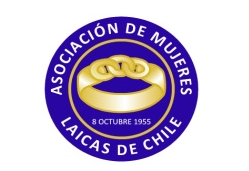 ASOCIACIÓN DE MUJERES
8 OCTUBRE 1955
LAICAS DE CHILE